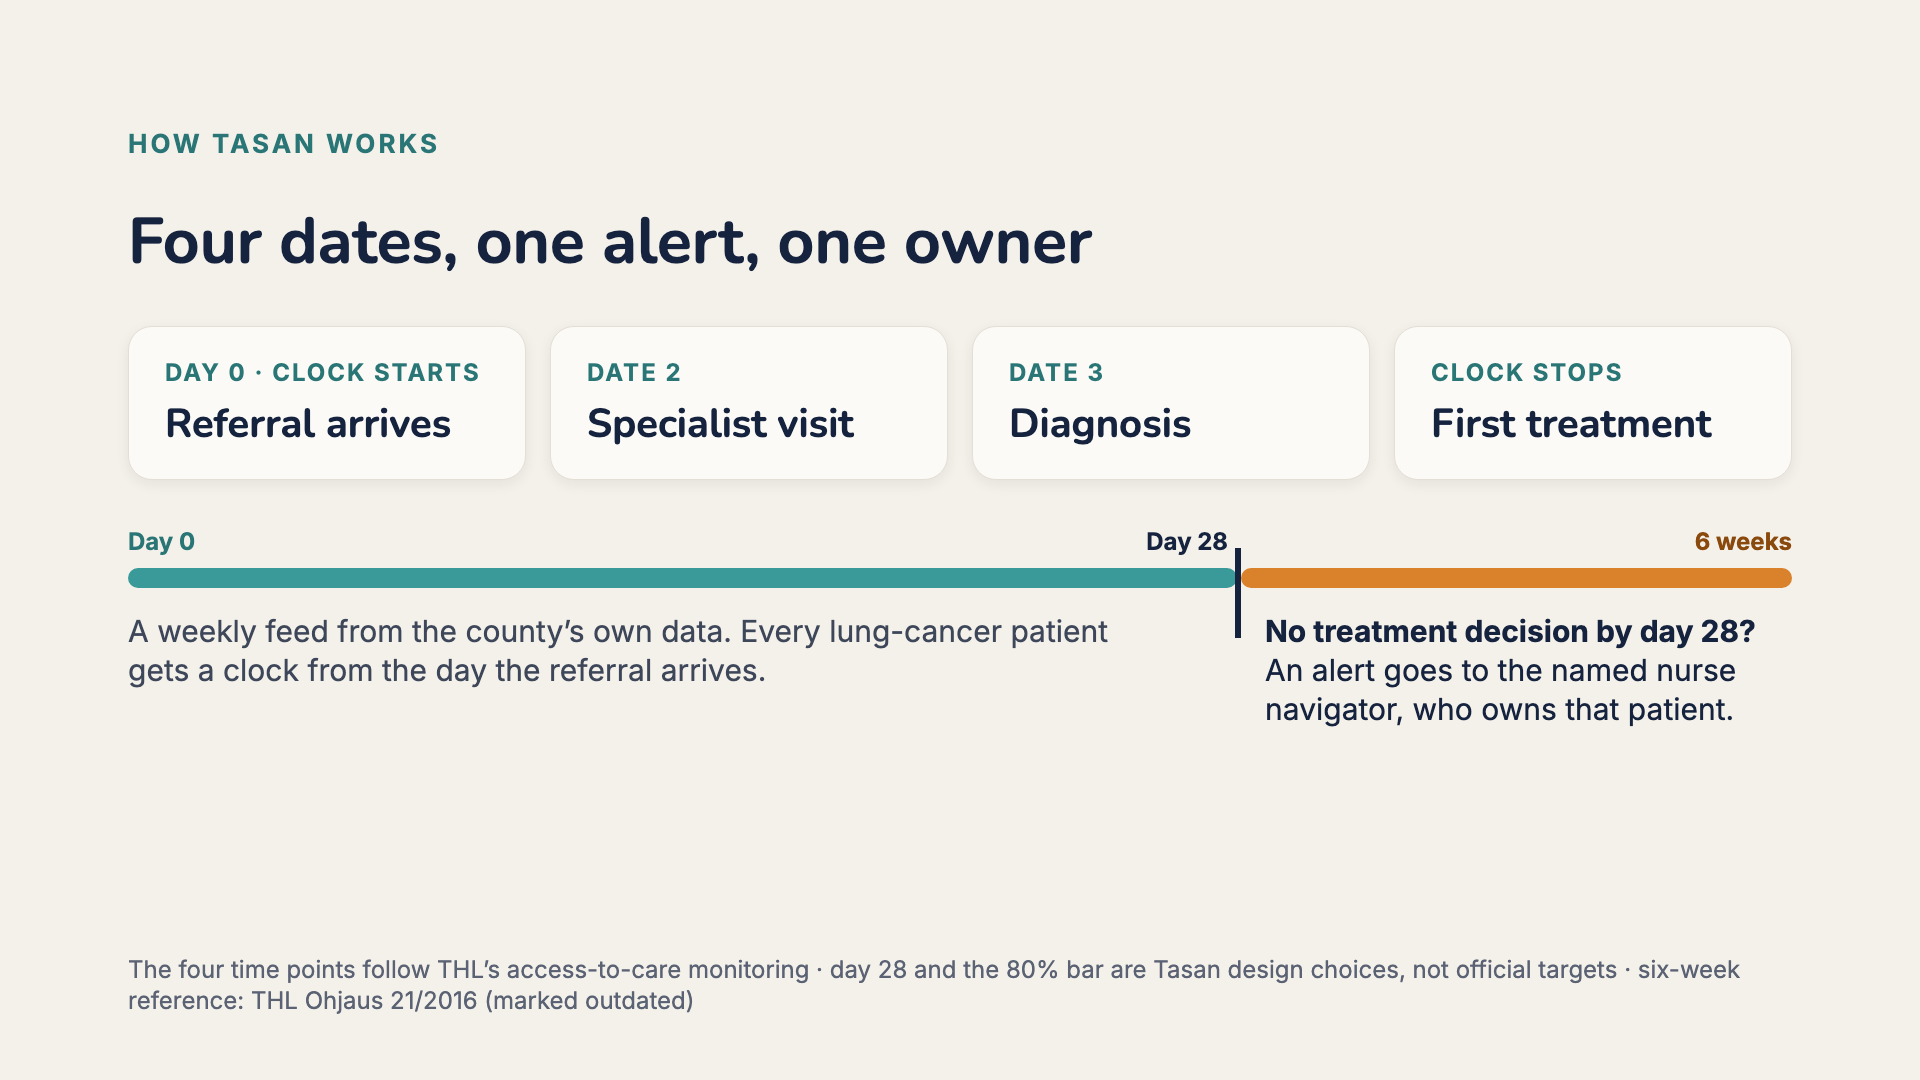 HOW TASAN WORKS
Four dates, one alert, one owner
DAY 0 · CLOCK STARTS
Referral arrives
DATE 2
Specialist visit
DATE 3
Diagnosis
CLOCK STOPS
First treatment
Day 0
Day 28
6 weeks
A weekly feed from the county’s own data. Every lung-cancer patient
gets a clock from the day the referral arrives.
No treatment decision by day 28?
An alert goes to the named nurse
navigator, who owns that patient.
The four time points follow THL’s access-to-care monitoring · day 28 and the 80% bar are Tasan design choices, not official targets · six-week
reference: THL Ohjaus 21/2016 (marked outdated)